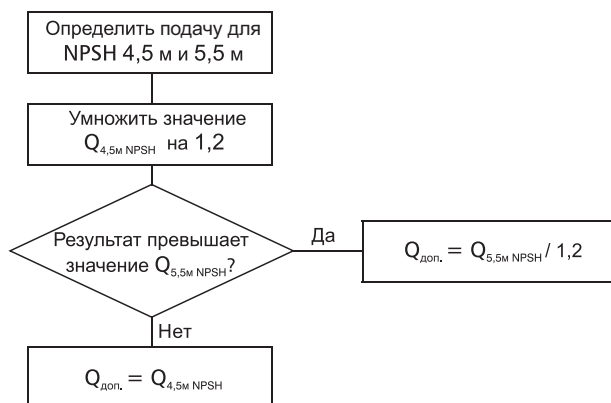 Определить подачу для
NPSH 4,5 м и 5,5 м
Умножить значение
Q4,5м NPSH на 1,2
Результат превышает
значение Q5,5м NPSH?
Да
Qдоп. = Q5,5м NPSH / 1,2
Нет
Qдоп. = Q4,5м NPSH